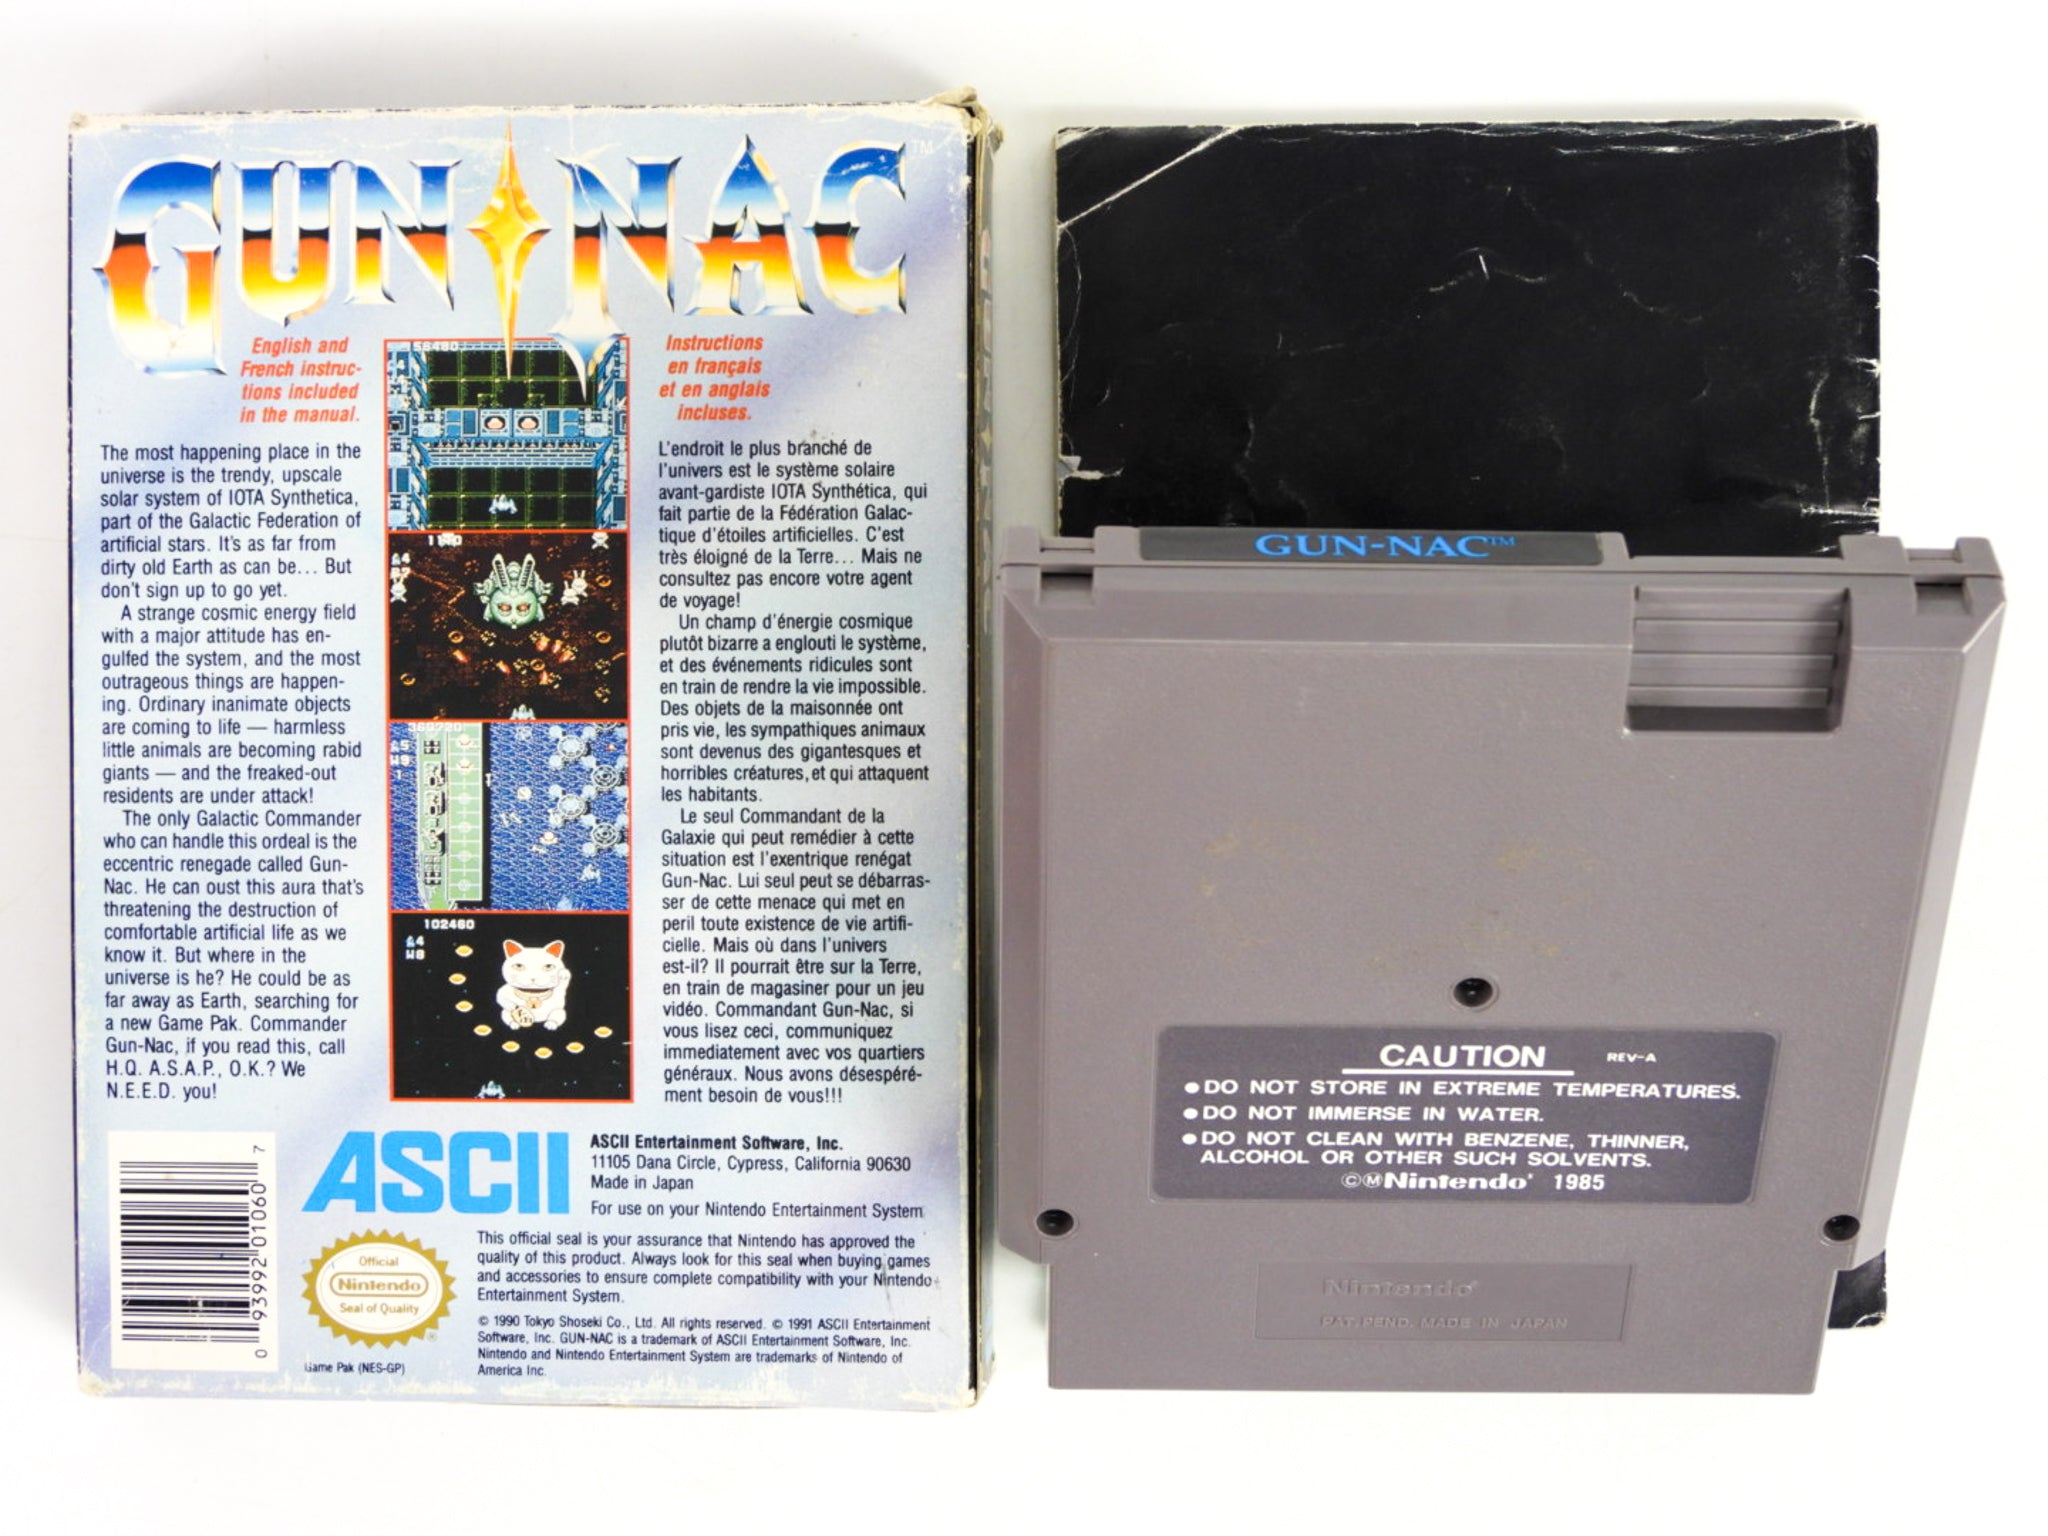 GUN-NAC™
English and
French instruc-
tions included
in the manual.
The most happening place in the
universe is the trendy, upscale
solar system of IOTA Synthetica,
part of the Galactic Federation of
artificial stars. It's as far from
dirty old Earth as can be... But
don't sign up to go yet.
A strange cosmic energy field
with a major attitude has en-
gulfed the system, and the most
outrageous things are happen-
ing. Ordinary inanimate objects
are coming to life — harmless
little animals are becoming rabid
giants — and the freaked-out
residents are under attack!
The only Galactic Commander
who can handle this ordeal is the
eccentric renegade called Gun-
Nac. He can oust this aura that's
threatening the destruction of
comfortable artificial life as we
know it. But where in the
universe is he? He could be as
far away as Earth, searching for
a new Game Pak. Commander
Gun-Nac, if you read this, call
H.Q. A.S.A.P., O.K.? We
N.E.E.D. you!
56480
360720
102460
4
W8
Instructions
en français
et en anglais
incluses.
L'endroit le plus branché de
l'univers est le système solaire
avant-gardiste IOTA Synthética, qui
fait partie de la Fédération Galac-
tique d'étoiles artificielles. C'est
très éloigné de la Terre... Mais ne
consultez pas encore votre agent
de voyage!
Un champ d'énergie cosmique
plutôt bizarre a englouti le système,
et des événements ridicules sont
en train de rendre la vie impossible.
Des objets de la maisonnée ont
pris vie, les sympathiques animaux
sont devenus des gigantesques et
horribles créatures, et qui attaquent
les habitants.
Le seul Commandant de la
Galaxie qui peut remédier à cette
situation est l'exentrique renégat
Gun-Nac. Lui seul peut se débarras-
ser de cette menace qui met en
peril toute existence de vie artifi-
cielle. Mais où dans l'univers
est-il? Il pourrait être sur la Terre,
en train de magasiner pour un jeu
vidéo. Commandant Gun-Nac, si
vous lisez ceci, communiquez
immediatement avec vos quartiers
généraux. Nous avons désespéré-
ment besoin de vous!!!
0 93992 01060 7
ASCII
ASCII Entertainment Software, Inc.
11105 Dana Circle, Cypress, California 90630
Made in Japan
For use on your Nintendo Entertainment System
Official
Nintendo
Seal of Quality
®
This official seal is your assurance that Nintendo has approved the
quality of this product. Always look for this seal when buying games
and accessories to ensure complete compatibility with your Nintendo
Entertainment System.
© 1990 Tokyo Shoseki Co., Ltd. All rights reserved. © 1991 ASCII Entertainment
Software, Inc. GUN-NAC is a trademark of ASCII Entertainment Software, Inc.
Nintendo and Nintendo Entertainment System are trademarks of Nintendo of
America Inc.
Game Pak (NES-GP)
GUN-NAC™
CAUTION REV-A
●DO NOT STORE IN EXTREME TEMPERATURES.
●DO NOT IMMERSE IN WATER.
●DO NOT CLEAN WITH BENZENE, THINNER,
ALCOHOL OR OTHER SUCH SOLVENTS.
©ⓂNintendo® 1985
Nintendo®
PAT. PEND. MADE IN JAPAN